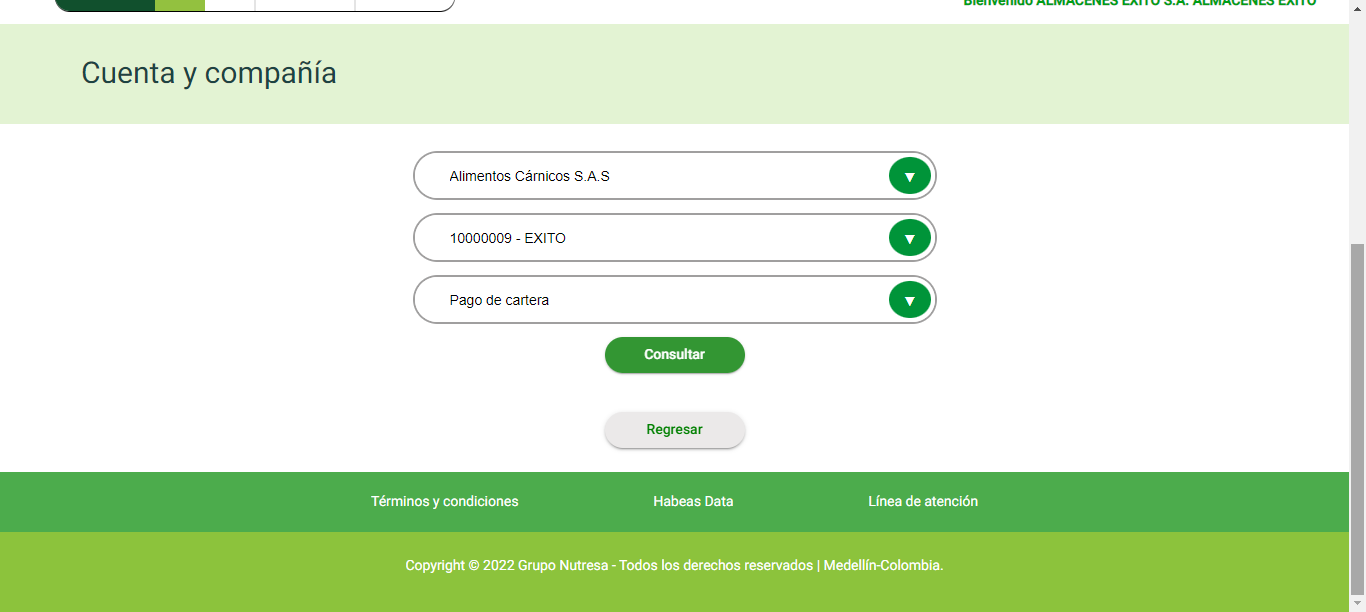 Bienvenido ALMACENES EXITO S.A. ALMACENES EXITO
Cuenta y compañía
Alimentos Cárnicos S.A.S
10000009 - EXITO
Pago de cartera
Consultar
Regresar
Términos y condiciones
Habeas Data
Línea de atención
Copyright © 2022 Grupo Nutresa - Todos los derechos reservados | Medellín-Colombia.